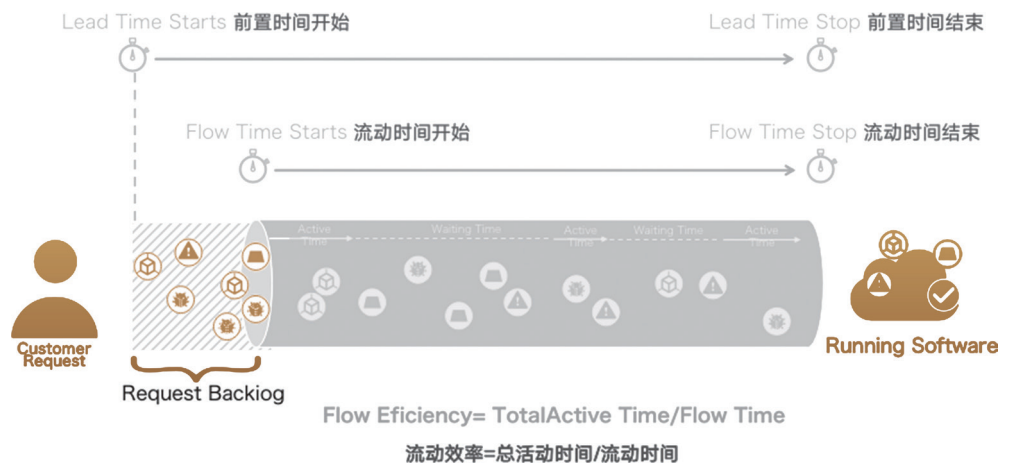 Lead Time Starts 前置时间开始
Lead Time Stop 前置时间结束
Flow Time Starts 流动时间开始
Flow Time Stop 流动时间结束
Active
Time
Waiting Time
Active
Time
Waiting Time
Active
Time
Customer
Request
Running Software
Request Backiog
Flow Eficiency= TotalActive Time/Flow Time
流动效率=总活动时间/流动时间